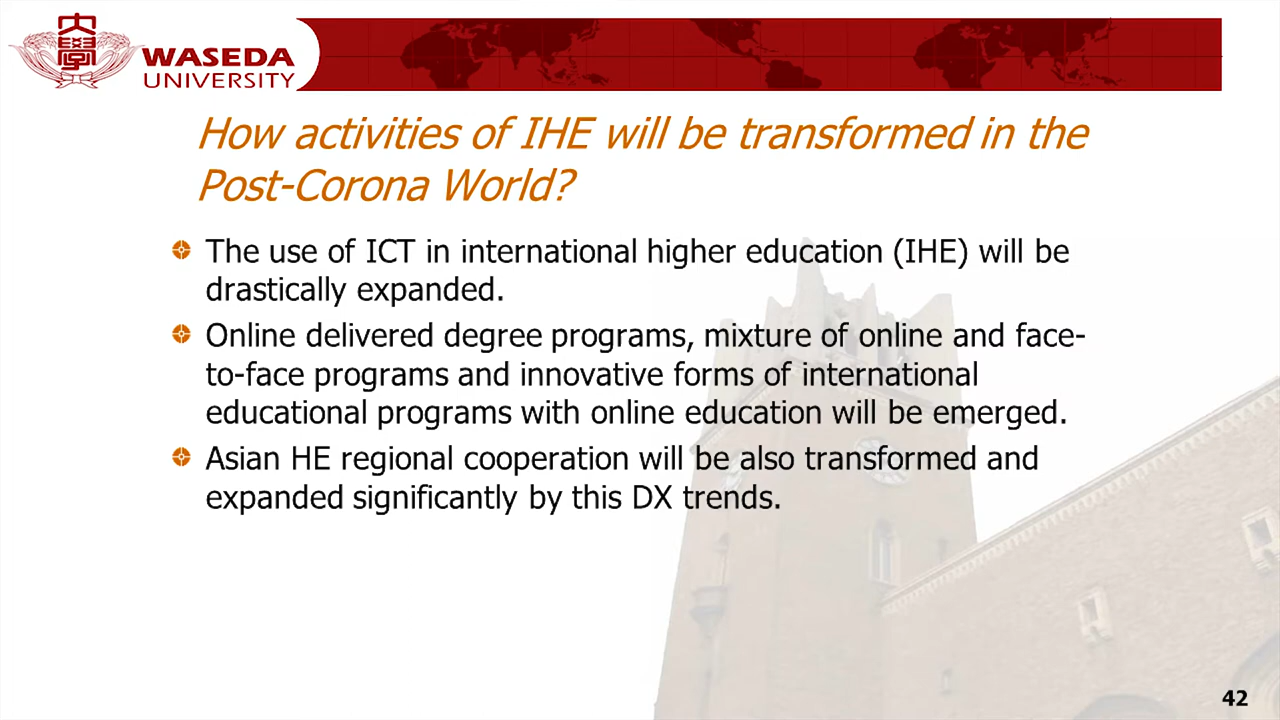 大學
WASEDA
UNIVERSITY
How activities of IHE will be transformed in the
Post-Corona World?
The use of ICT in international higher education (IHE) will be
drastically expanded.
Online delivered degree programs, mixture of online and face-
to-face programs and innovative forms of international
educational programs with online education will be emerged.
Asian HE regional cooperation will be also transformed and
expanded significantly by this DX trends.
42